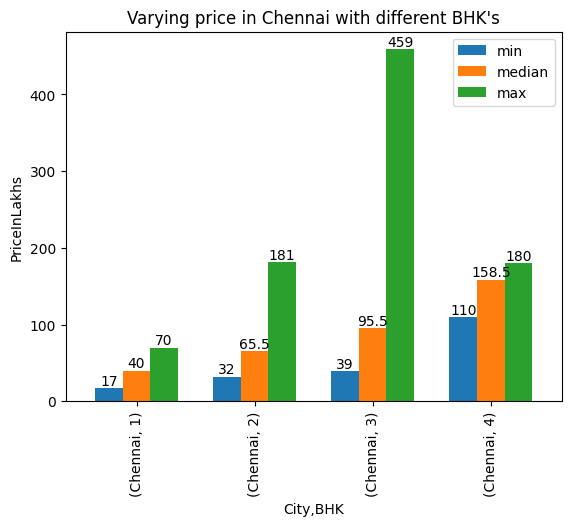 Varying price in Chennai with different BHK's
min
median
max
PriceInLakhs
400
300
200
100
0
17
40
70
32
65.5
181
39
95.5
459
110
158.5
180
(Chennai, 1)
(Chennai, 2)
(Chennai, 3)
(Chennai, 4)
City,BHK